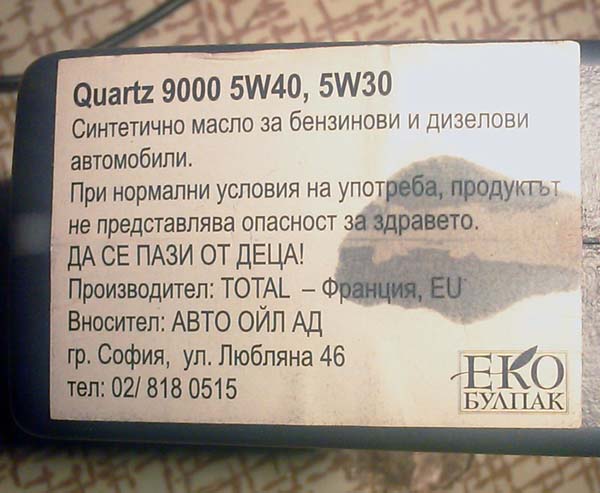 Quartz 9000 5W40, 5W30
Синтетично масло за бензинови и дизелови
автомобили.
При нормални условия на употреба, продуктът
не представлява опасност за здравето.
ДА СЕ ПАЗИ ОТ ДЕЦА!
Производител: TOTAL – Франция, EU
Вносител: АВТО ОЙЛ АД
гр. София, ул. Любляна 46
тел: 02/ 818 0515
ЕКО
БУЛПАК